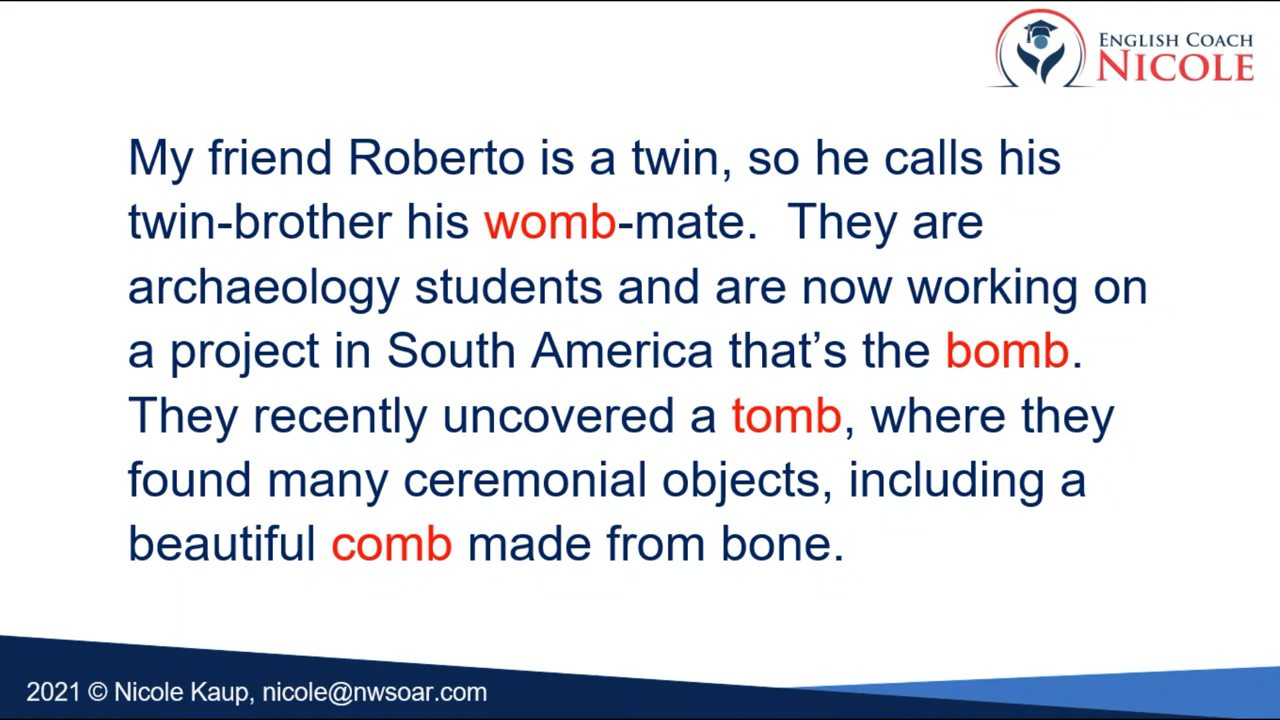 ENGLISH COACH
NICOLE
My friend Roberto is a twin, so he calls his
twin-brother his womb-mate.  They are
archaeology students and are now working on
a project in South America that’s the bomb.
They recently uncovered a tomb, where they
found many ceremonial objects, including a
beautiful comb made from bone.
2021 © Nicole Kaup, nicole@nwsoar.com